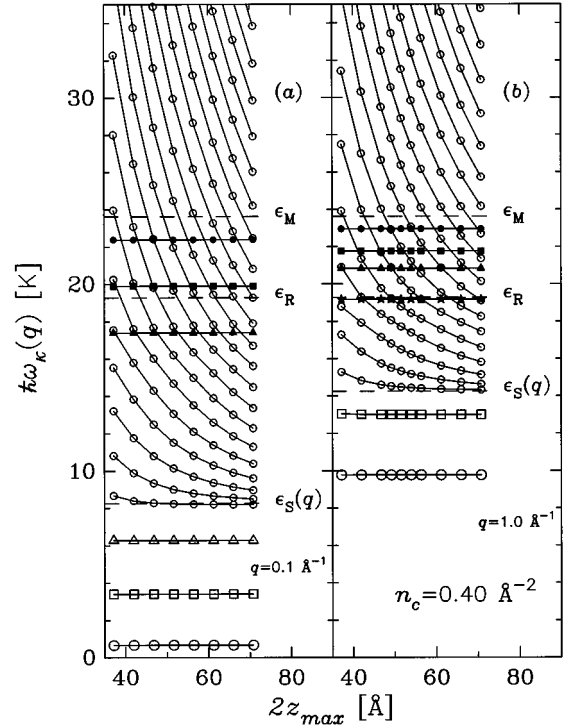 (a)
(b)
30
ϵ_M
ϵ_M
20
ϵ_R
ϵ_R
ħω_κ(q) [K]
ϵ_S(q)
10
ϵ_S(q)
q=0.1 Å⁻¹
q=1.0 Å⁻¹
n_c=0.40 Å⁻²
0
40 60 80 40 60 80
2z_max [Å]